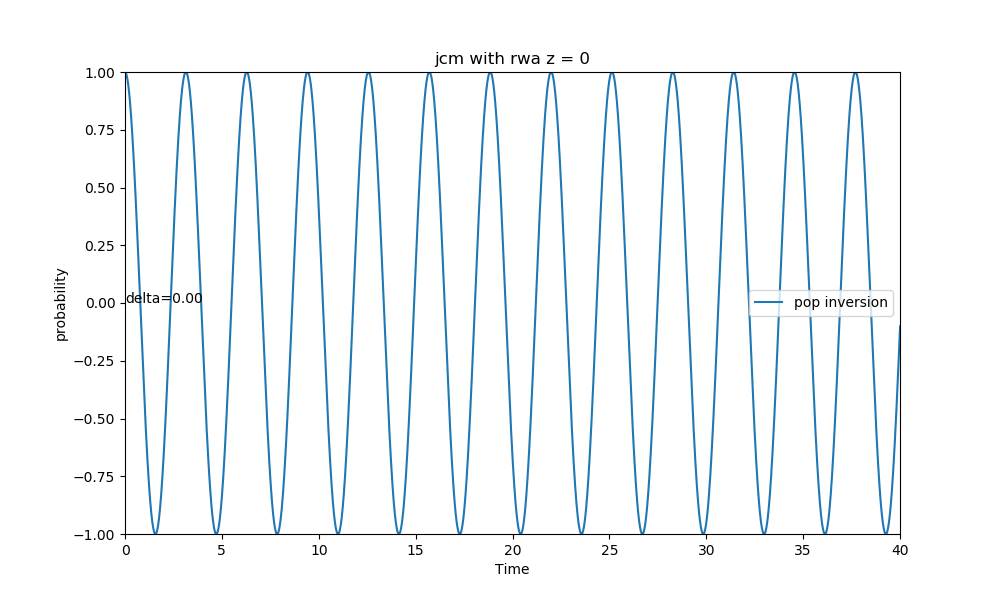 jcm with rwa z = 0
probability
1.00
0.75
0.50
0.25
0.00
−0.25
−0.50
−0.75
−1.00
delta=0.00
pop inversion
0 5 10 15 20 25 30 35 40
Time